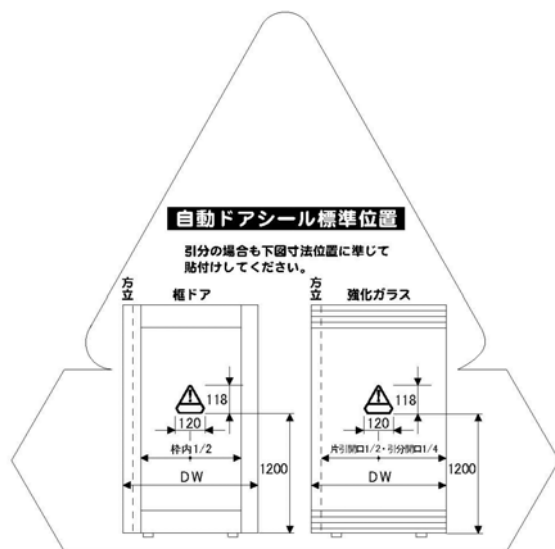 自動ドアシール標準位置
引分の場合も下図寸法位置に準じて
貼付けしてください。
方立
框ドア
118
120
枠内1/2
DW
1200
方立
強化ガラス
118
120
片引開口1/2・引分開口1/4
DW
1200